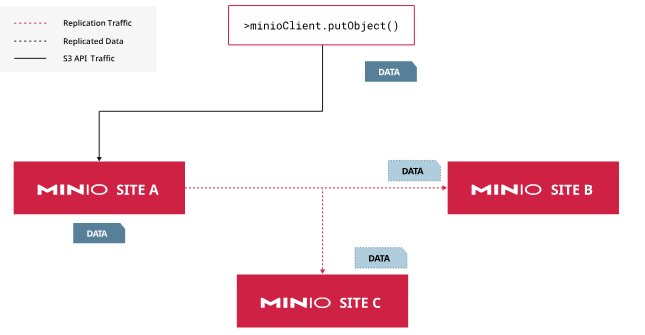 Replication Traffic
Replicated Data
S3 API Traffic
>minioClient.putObject()
DATA
MINIO SITE A
DATA
DATA
MINIO SITE B
DATA
MINIO SITE C